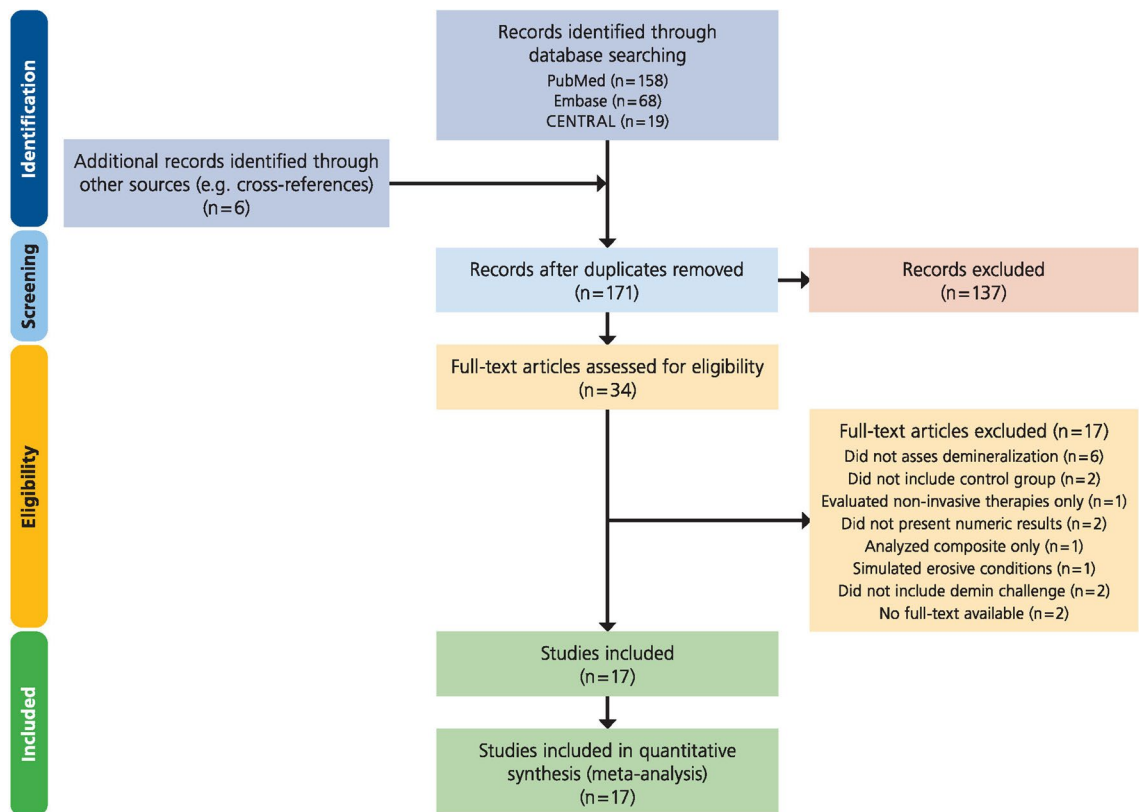 Identification
Records identified through
database searching
PubMed (n=158)
Embase (n=68)
CENTRAL (n=19)
Additional records identified through
other sources (e.g. cross-references)
(n=6)
Screening
Records after duplicates removed
(n=171)
Records excluded
(n=137)
Eligibility
Full-text articles assessed for eligibility
(n=34)
Full-text articles excluded (n=17)
Did not asses demineralization (n=6)
Did not include control group (n=2)
Evaluated non-invasive therapies only (n=1)
Did not present numeric results (n=2)
Analyzed composite only (n=1)
Simulated erosive conditions (n=1)
Did not include demin challenge (n=2)
No full-text available (n=2)
Included
Studies included
(n=17)
Studies included in quantitative
synthesis (meta-analysis)
(n=17)